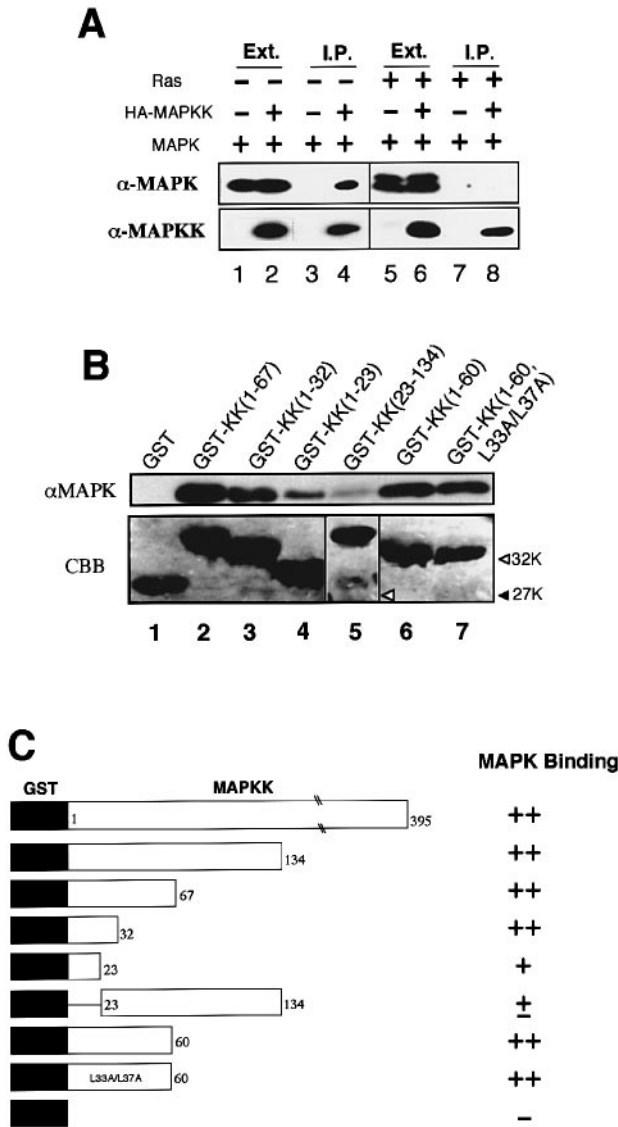 A
Ext. I.P. Ext. I.P.
Ras − − − − + + + +
HA-MAPKK − + − + − + − +
MAPK + + + + + + + +
α-MAPK
α-MAPKK
1 2 3 4 5 6 7 8
B
GST
GST-KK(1-67)
GST-KK(1-32)
GST-KK(1-23)
GST-KK(23-134)
GST-KK(1-60)
GST-KK(1-60,
L33A/L37A)
αMAPK
CBB
◁32K
◀27K
1 2 3 4 5 6 7
C
MAPK Binding
GST MAPKK
1 395 ++
134 ++
67 ++
32 ++
23 +
23 134 ±
60 ++
L33A/L37A 60 ++
−